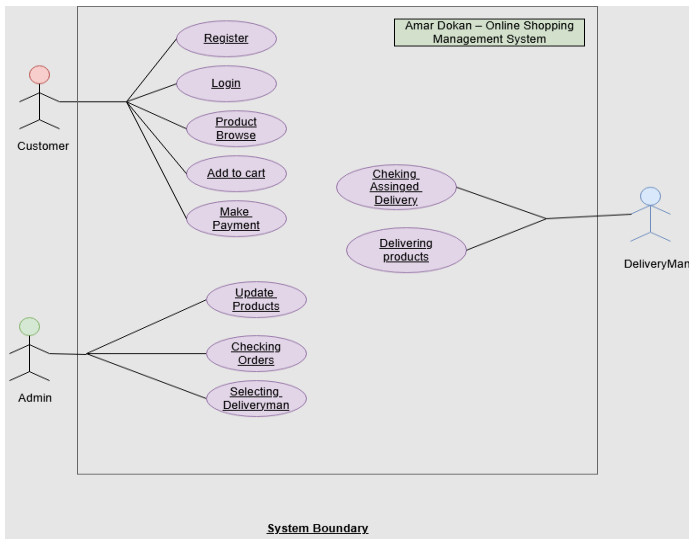 Amar Dokan – Online Shopping
Management System
Register
Login
Product
Browse
Add to cart
Make
Payment
Customer
Cheking
Assinged
Delivery
Delivering
products
DeliveryMan
Update
Products
Checking
Orders
Selecting
Deliveryman
Admin
System Boundary